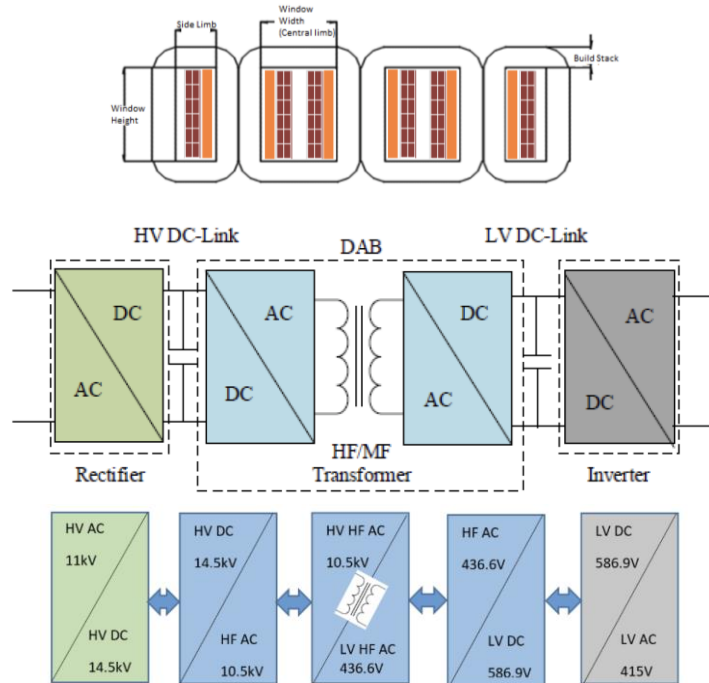 Side Limb
Window
Width
(Central limb)
Build Stack
Window
Height
HV DC-Link
DAB
LV DC-Link
DC
AC
AC
DC
DC
AC
AC
DC
Rectifier
HF/MF
Transformer
Inverter
HV AC
11kV
HV DC
14.5kV
HV DC
14.5kV
HF AC
10.5kV
HV HF AC
10.5kV
LV HF AC
436.6V
HF AC
436.6V
LV DC
586.9V
LV DC
586.9V
LV AC
415V